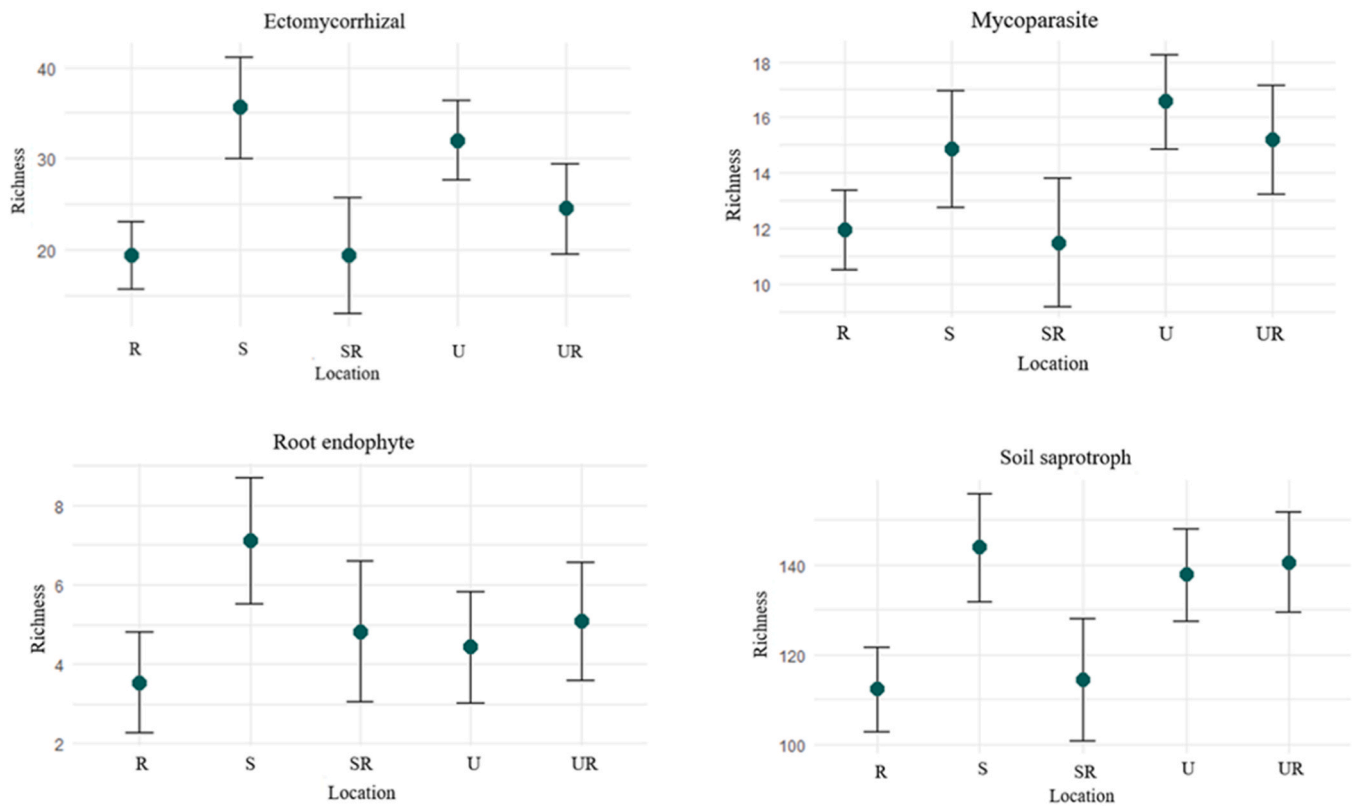 Ectomycorrhizal
40
30
20
Richness
R S SR U UR
Location
Mycoparasite
18
16
14
12
10
Richness
R S SR U UR
Location
Root endophyte
8
6
4
2
Richness
R S SR U UR
Location
Soil saprotroph
140
120
100
Richness
R S SR U UR
Location